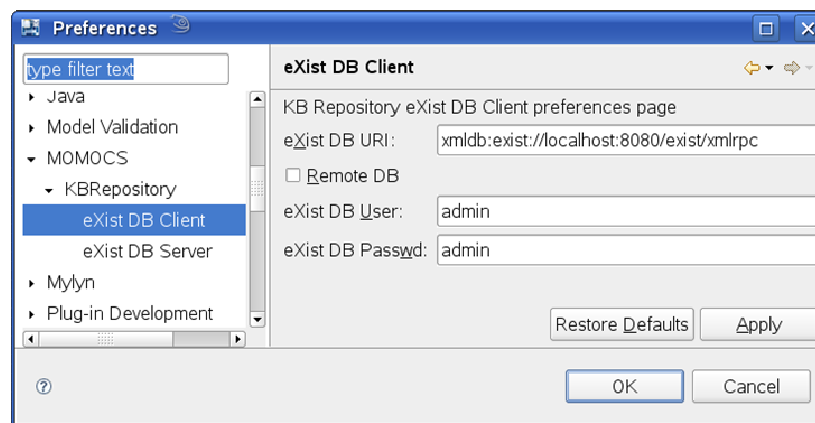 Preferences
type filter text
Java
Model Validation
MOMOCS
KBRepository
eXist DB Client
eXist DB Server
Mylyn
Plug-in Development
eXist DB Client
KB Repository eXist DB Client preferences page
eXist DB URI: xmldb:exist://localhost:8080/exist/xmlrpc
Remote DB
eXist DB User: admin
eXist DB Passwd: admin
Restore Defaults Apply
? OK Cancel